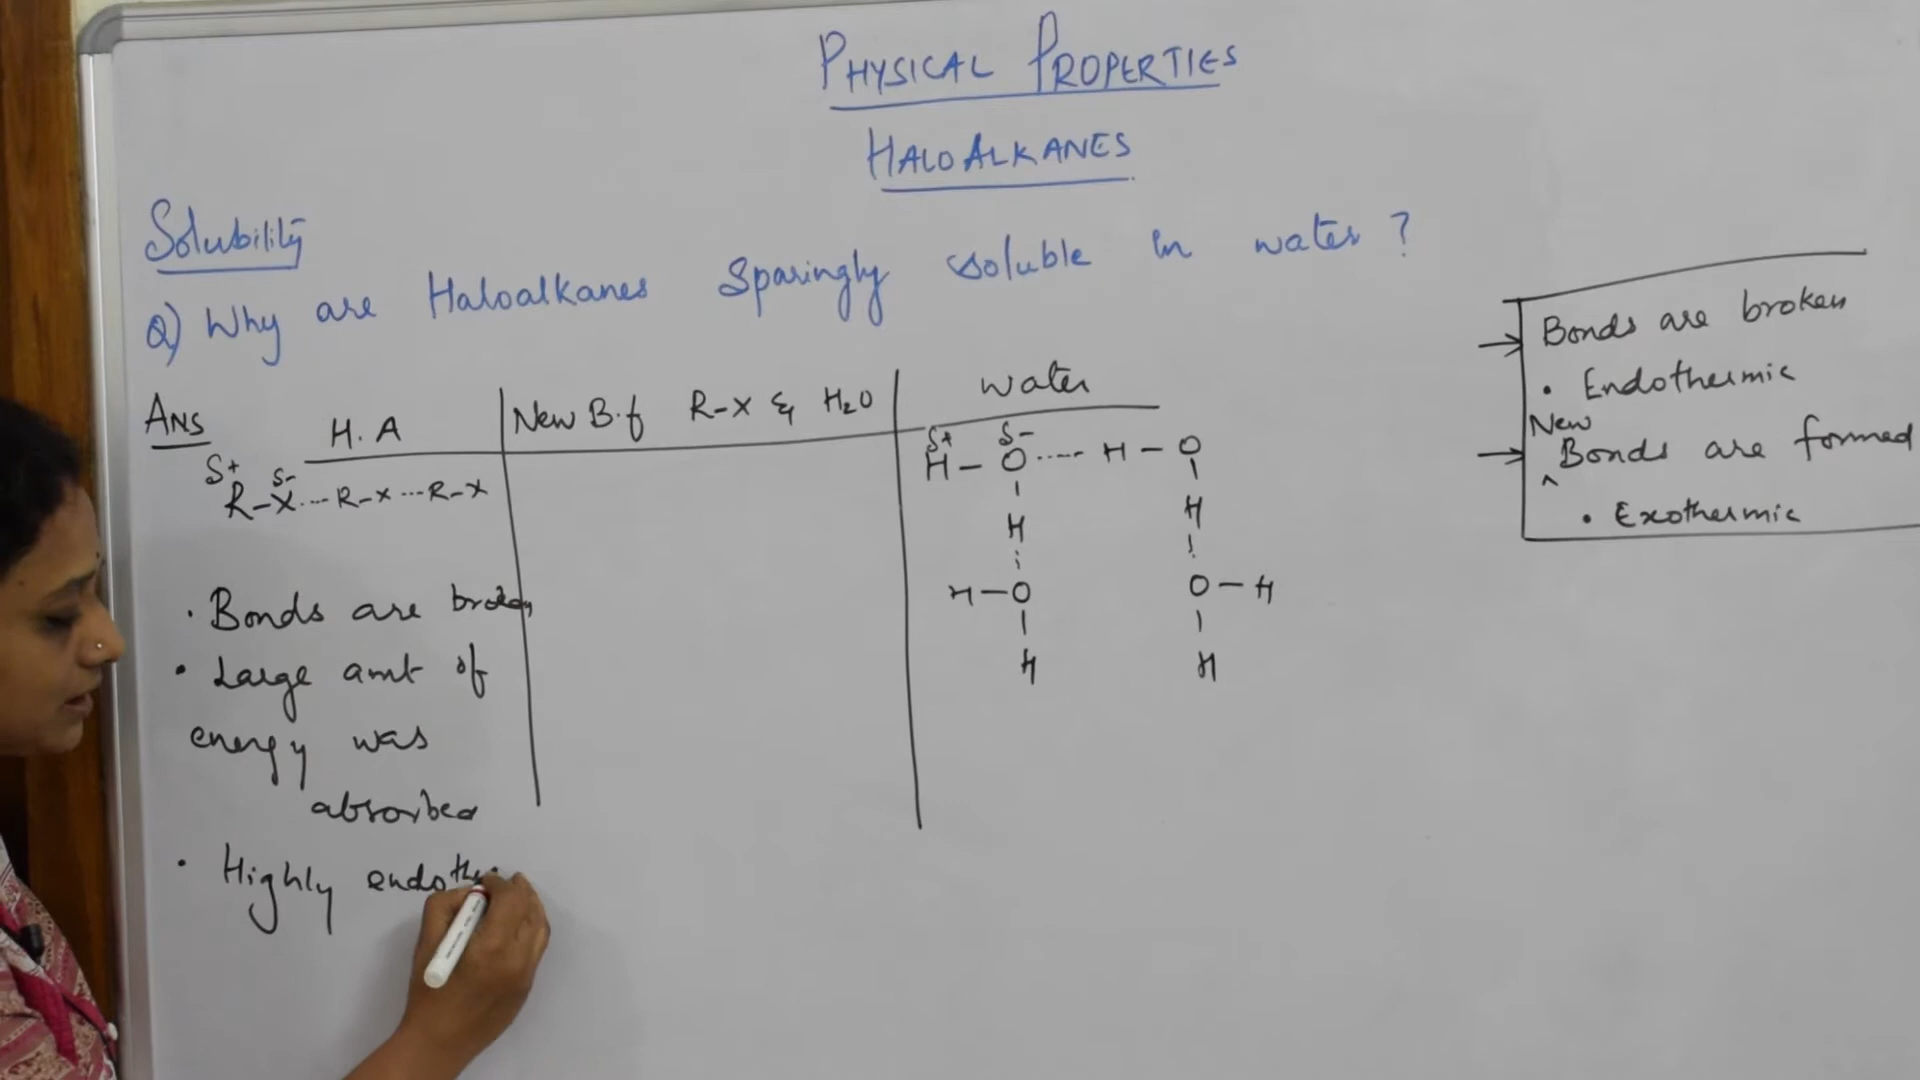 PHYSICAL PROPERTIES
HALOALKANES
Solubility
Q) Why are Haloalkanes Sparingly soluble in water ?
Ans
H.A
S+ S-
R-X....R-X...R-X
. Bonds are broken
. Large amt of
energy was
absorbed
. Highly endothe
New B.f R-X & H2O
water
S+ S-
H-O....H-O
H H
H-O O-H
H H
→ Bonds are broken
. Endothermic
New
→ Bonds are formed
^
. Exothermic